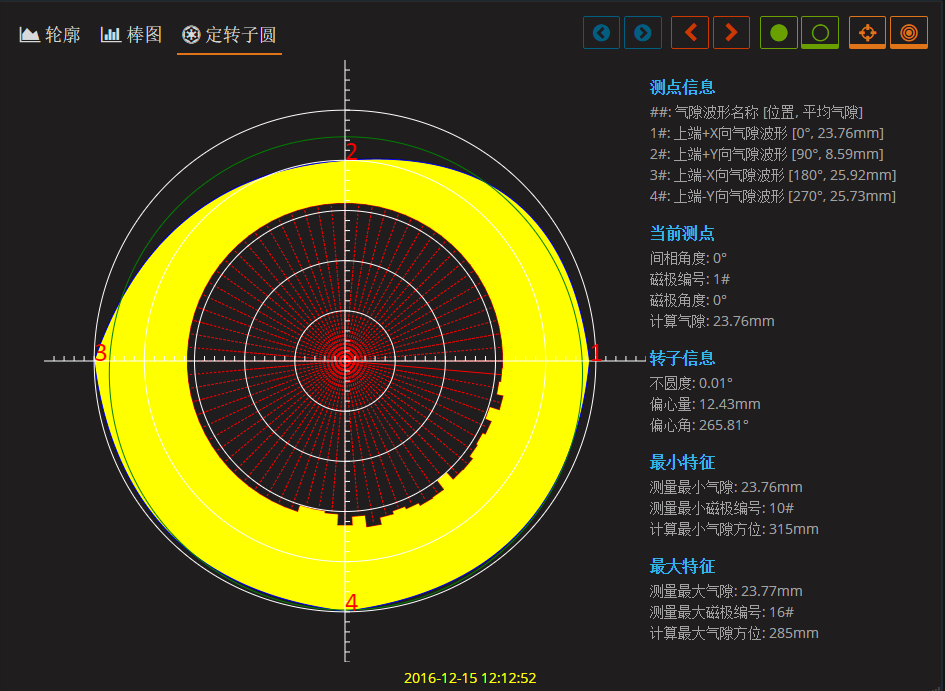 轮廓 棒图 定转子圆
测点信息
##: 气隙波形名称 [位置, 平均气隙]
1#: 上端+X向气隙波形 [0°, 23.76mm]
2#: 上端+Y向气隙波形 [90°, 8.59mm]
3#: 上端-X向气隙波形 [180°, 25.92mm]
4#: 上端-Y向气隙波形 [270°, 25.73mm]
当前测点
间相角度: 0°
磁极编号: 1#
磁极角度: 0°
计算气隙: 23.76mm
转子信息
不圆度: 0.01°
偏心量: 12.43mm
偏心角: 265.81°
最小特征
测量最小气隙: 23.76mm
测量最小磁极编号: 10#
计算最小气隙方位: 315mm
最大特征
测量最大气隙: 23.77mm
测量最大磁极编号: 16#
计算最大气隙方位: 285mm
2
3
1
4
2016-12-15 12:12:52